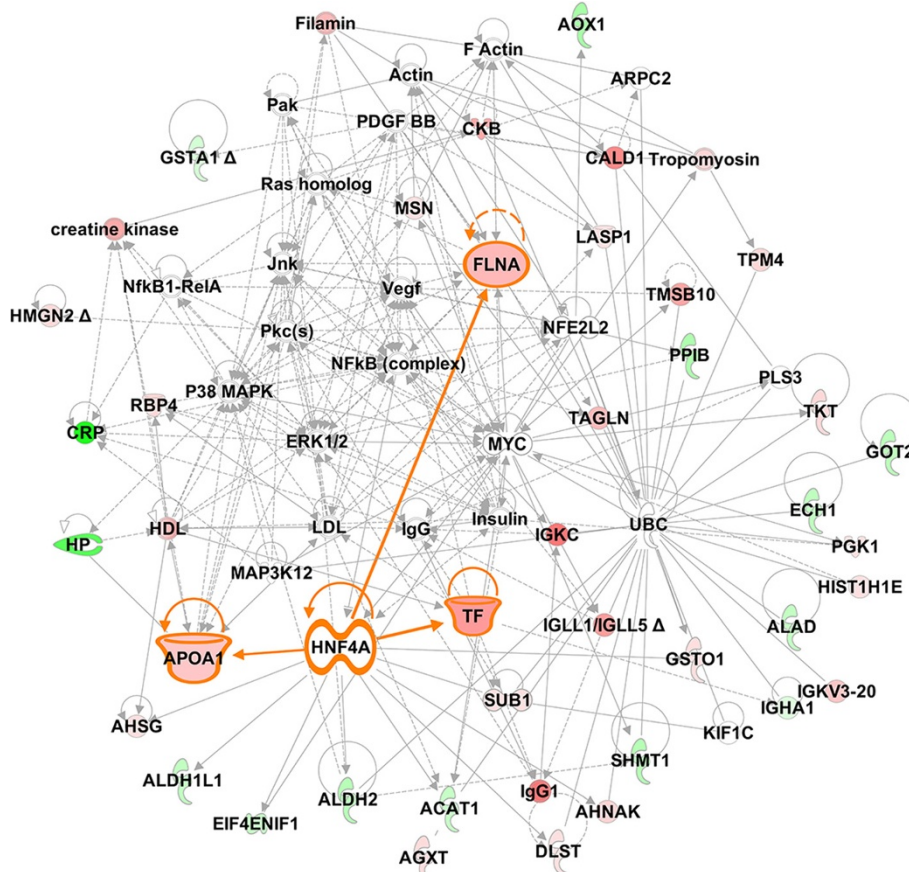 Filamin
AOX1
F Actin
Actin
ARPC2
Pak
PDGF BB
CKB
GSTA1 Δ
CALD1
Tropomyosin
Ras homolog
MSN
creatine kinase
LASP1
FLNA
TPM4
Jnk
NfkB1-RelA
Vegf
TMSB10
HMGN2 Δ
Pkc(s)
NFE2L2
NFkB (complex)
PPIB
PLS3
P38 MAPK
RBP4
TKT
TAGLN
CRP
ERK1/2
MYC
GOT2
ECH1
HDL
LDL
IgG
Insulin
UBC
IGKC
HP
PGK1
MAP3K12
HIST1H1E
TF
IGLL1/IGLL5 Δ
ALAD
HNF4A
APOA1
GSTO1
IGKV3-20
SUB1
IGHA1
AHSG
KIF1C
SHMT1
ALDH1L1
IgG1
ALDH2
ACAT1
AHNAK
EIF4ENIF1
AGXT
DLST